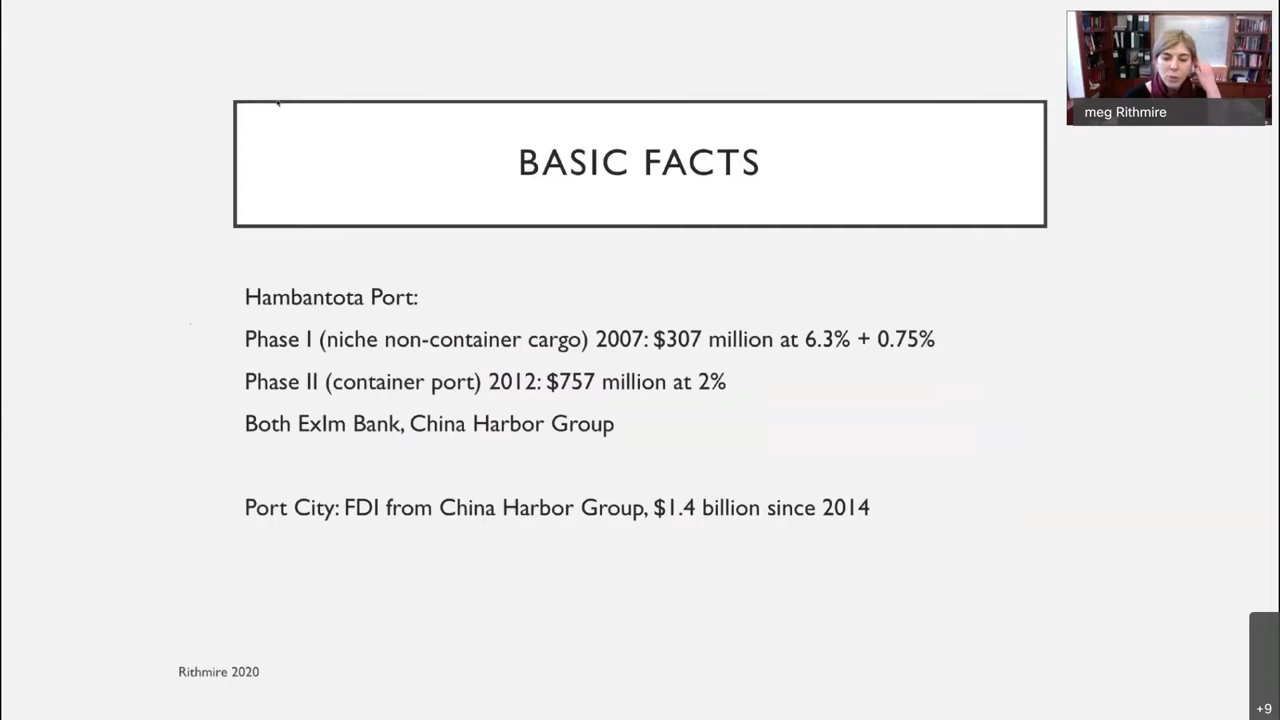 meg Rithmire
BASIC FACTS
Hambantota Port:
Phase I (niche non-container cargo) 2007: $307 million at 6.3% + 0.75%
Phase II (container port) 2012: $757 million at 2%
Both ExIm Bank, China Harbor Group
Port City: FDI from China Harbor Group, $1.4 billion since 2014
Rithmire 2020
+9